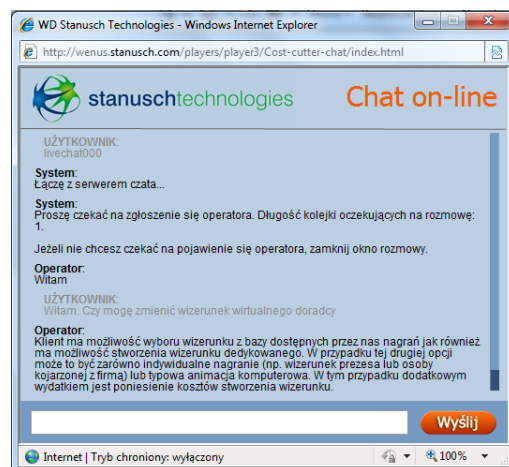 WD Stanusch Technologies - Windows Internet Explorer
http://wenus.stanusch.com/players/player3/Cost-cutter-chat/index.html
stanuschtechnologies
Chat on-line
UŻYTKOWNIK:
livechat000
System:
Łączę z serwerem czata...
System:
Proszę czekać na zgłoszenie się operatora. Długość kolejki oczekujących na rozmowę:
1.
Jeżeli nie chcesz czekać na pojawienie się operatora, zamknij okno rozmowy.
Operator:
Witam
UŻYTKOWNIK:
Witam. Czy mogę zmienić wizerunek wirtualnego doradcy
Operator:
Klient ma możliwość wyboru wizerunku z bazy dostępnych przez nas nagrań jak również
ma możliwość stworzenia wizerunku dedykowanego. W przypadku tej drugiej opcji
może to być zarówno indywidualne nagranie (np. wizerunek prezesa lub osoby
kojarzonej z firmą) lub typowa animacja komputerowa. W tym przypadku dodatkowym
wydatkiem jest poniesienie kosztów stworzenia wizerunku.
Wyślij
Internet | Tryb chroniony: wyłączony
100%